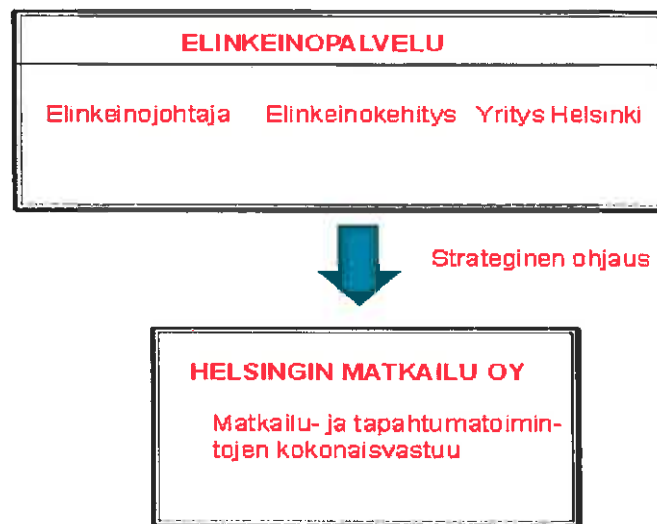 ELINKEINOPALVELU
Elinkeinojohtaja Elinkeinokehitys Yritys Helsinki
Strateginen ohjaus
HELSINGIN MATKAILU OY
Matkailu- ja tapahtumatoimin-
tojen kokonaisvastuu